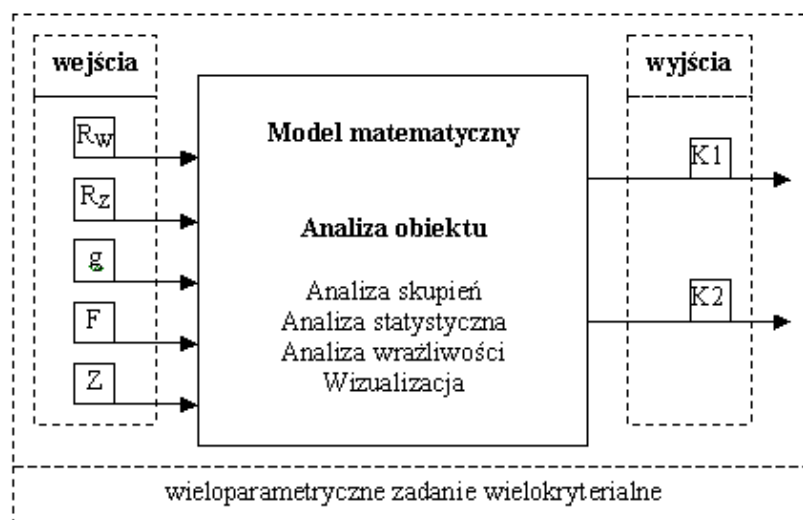 wejścia
wyjścia
Rw
Rz
g
F
Z
Model matematyczny
Analiza obiektu
Analiza skupień
Analiza statystyczna
Analiza wrażliwości
Wizualizacja
K1
K2
wieloparametryczne zadanie wielokryterialne